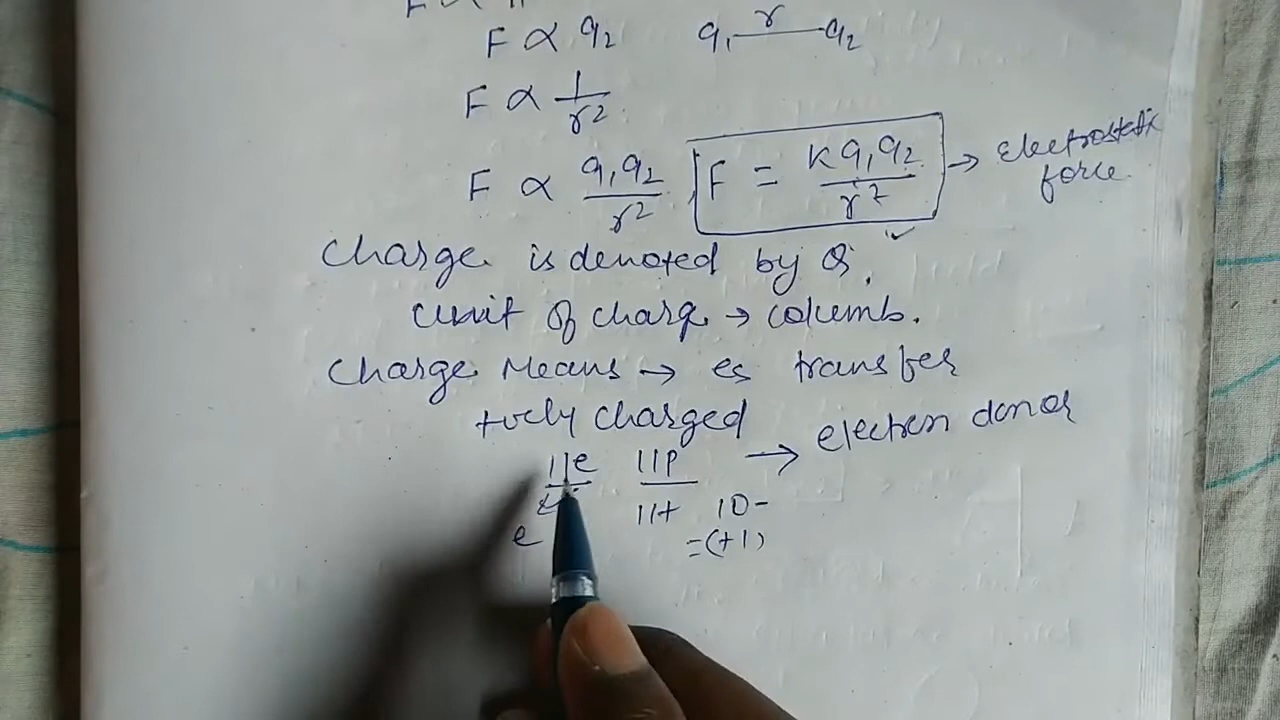 F ∝ q2 q1 r q2
F ∝ 1/r2
F ∝ q1q2/r2 F = Kq1q2/r2 → Electrostatic force
Charge is denoted by Q.
Unit of charge → columb.
Charge Means → es transfer
+vely charged
11e 11p → electron donor
11+ 10-
e =(+1)